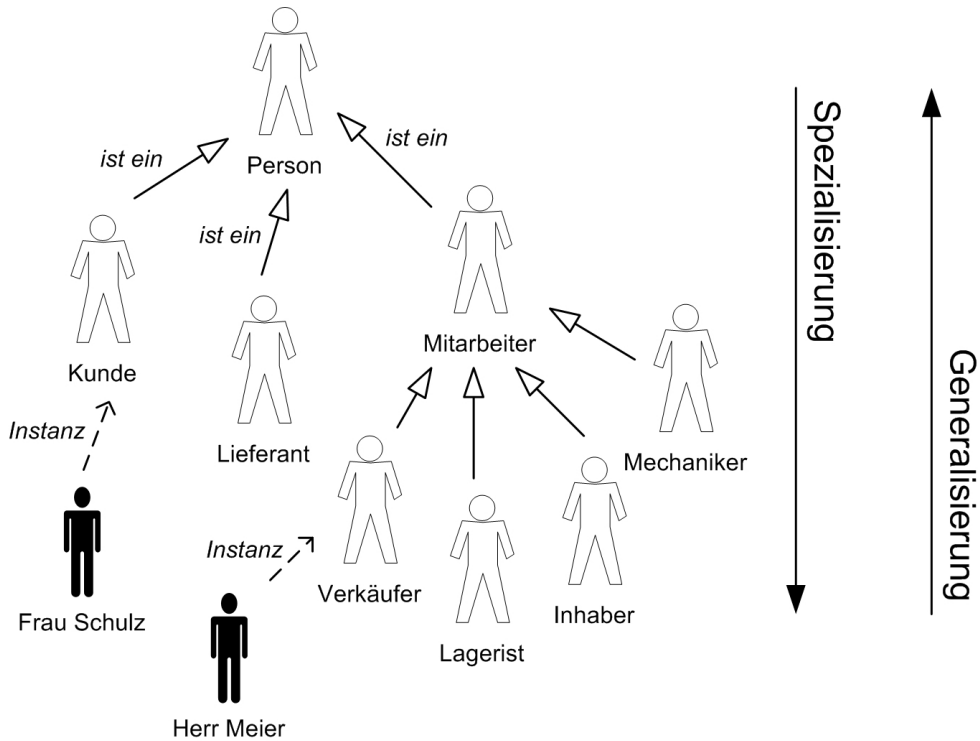 Person
ist ein
ist ein
ist ein
Kunde
Lieferant
Mitarbeiter
Mechaniker
Instanz
Frau Schulz
Instanz
Herr Meier
Verkäufer
Lagerist
Inhaber
Spezialisierung
Generalisierung